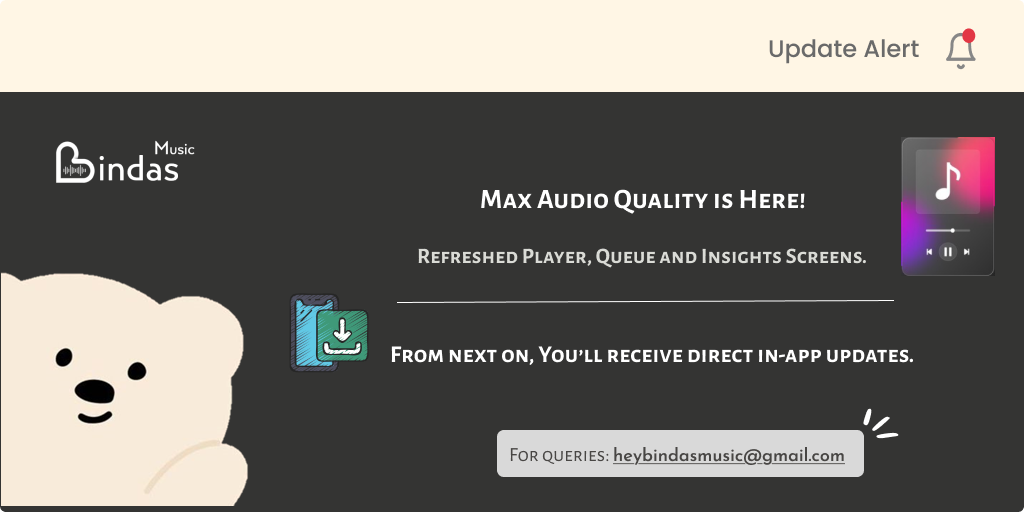 Update Alert
Music
Bindas
Max Audio Quality is Here!
Refreshed Player, Queue and Insights Screens.
From next on, You’ll receive direct in-app updates.
For queries: heybindasmusic@gmail.com